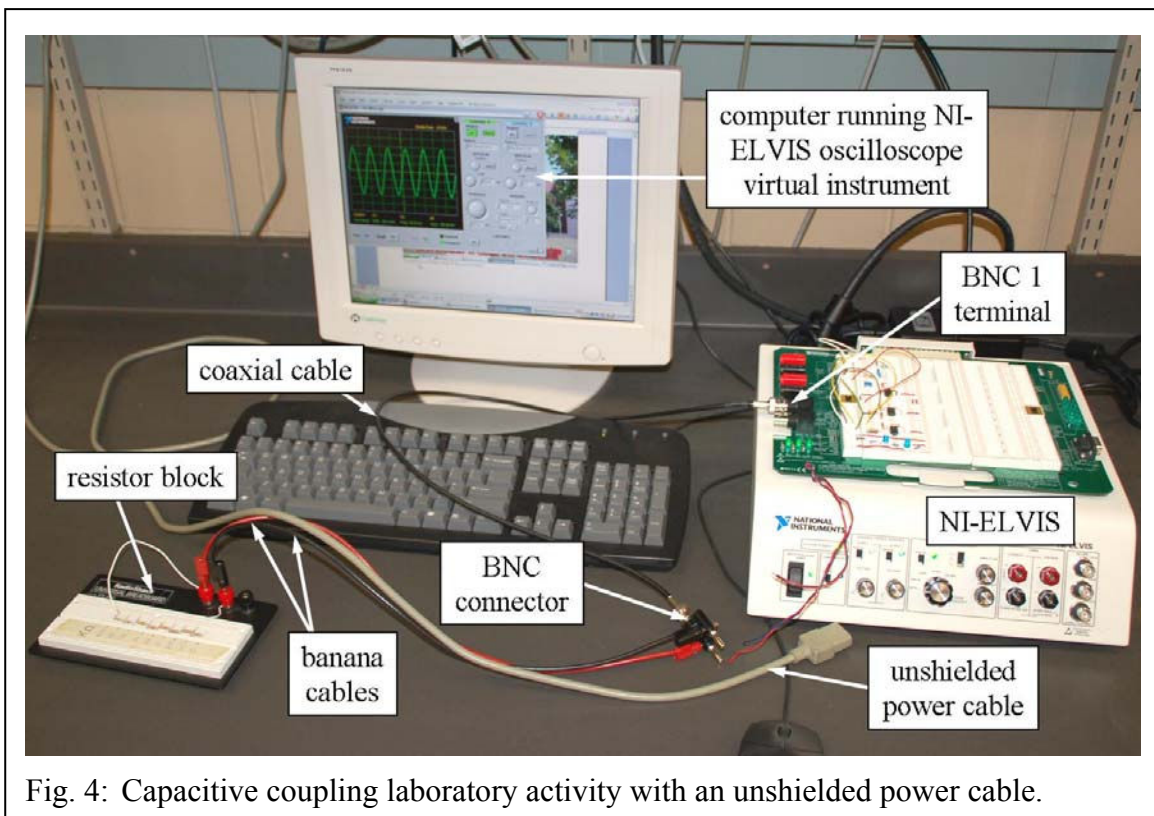 computer running NI-
ELVIS oscilloscope
virtual instrument
BNC 1
terminal
coaxial cable
resistor block
NATIONAL
INSTRUMENTS
NI-ELVIS
BNC
connector
banana
cables
unshielded
power cable
Fig. 4: Capacitive coupling laboratory activity with an unshielded power cable.